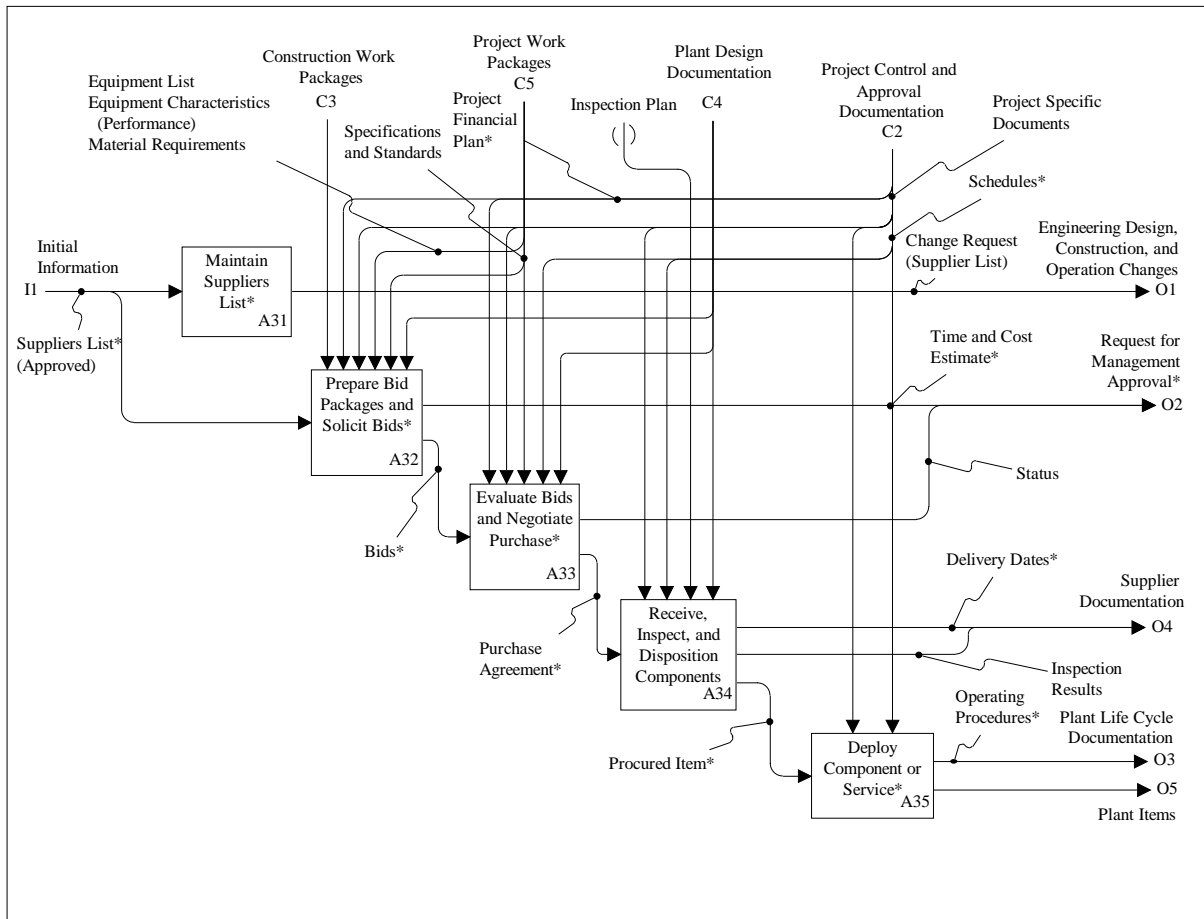 Construction Work
Packages
C3
Project Work
Packages
C5
Plant Design
Documentation
C4
Project Control and
Approval
Documentation
C2
Equipment List
Equipment Characteristics
(Performance)
Material Requirements
Specifications
and Standards
Project
Financial
Plan*
Inspection Plan
Project Specific
Documents
Schedules*
Initial
Information
I1
Suppliers List*
(Approved)
Maintain
Suppliers
List*
A31
Change Request
(Supplier List)
Engineering Design,
Construction, and
Operation Changes
O1
Prepare Bid
Packages and
Solicit Bids*
A32
Time and Cost
Estimate*
Request for
Management
Approval*
O2
Status
Bids*
Evaluate Bids
and Negotiate
Purchase*
A33
Purchase
Agreement*
Receive,
Inspect, and
Disposition
Components
A34
Delivery Dates*
Supplier
Documentation
O4
Inspection
Results
Procured Item*
Deploy
Component or
Service*
A35
Operating
Procedures*
Plant Life Cycle
Documentation
O3
O5
Plant Items